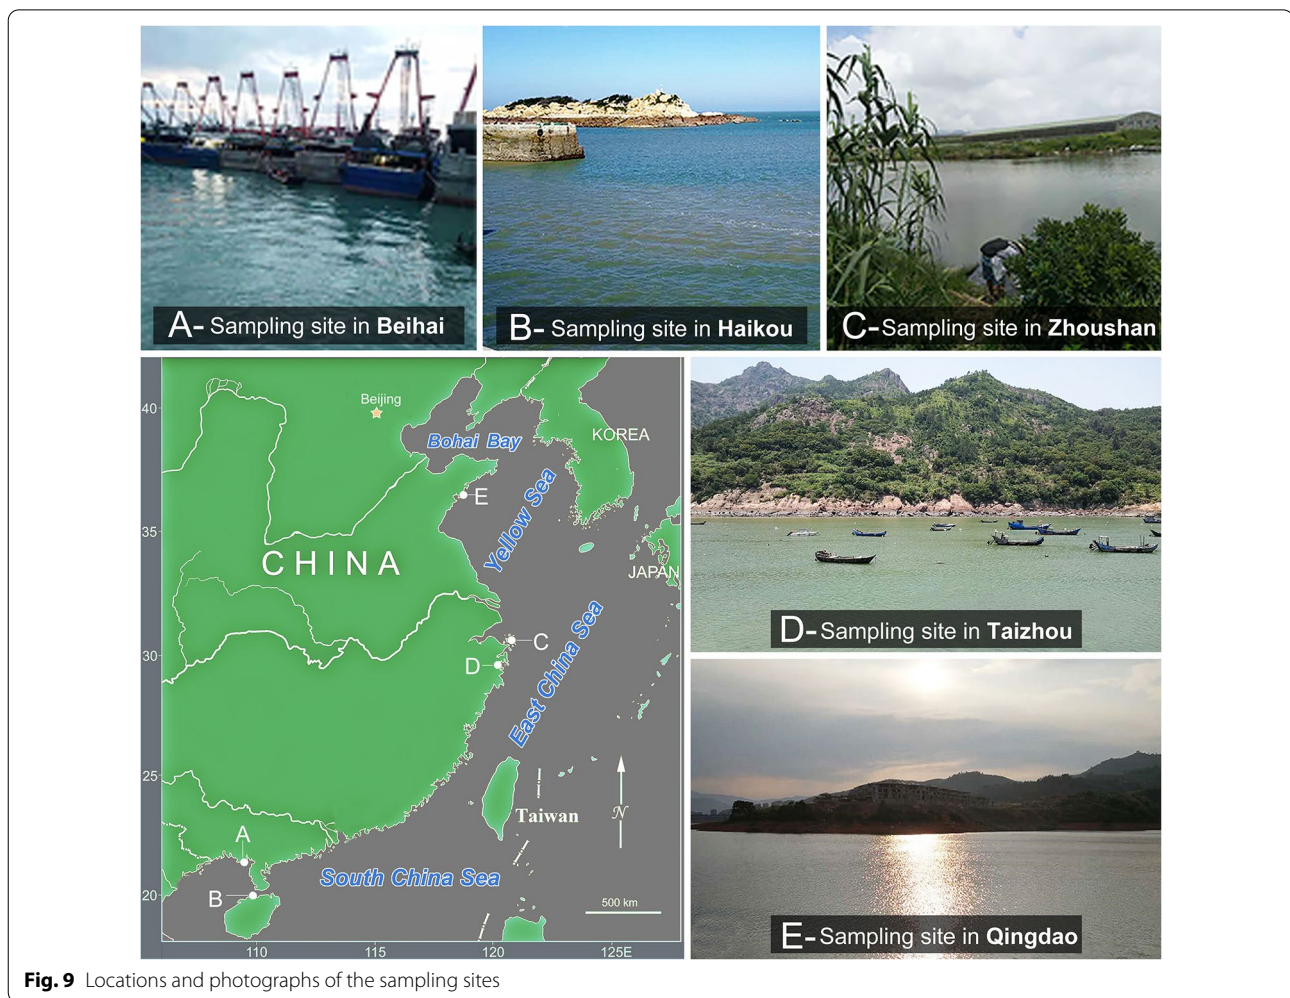 A- Sampling site in Beihai
B- Sampling site in Haikou
C- Sampling site in Zhoushan
40
35
30
25
20
110
115
120
125E
Beijing
Bohai Bay
KOREA
E
Yellow Sea
CHINA
JAPAN
C
D
East China Sea
N
Taiwan
A
B
South China Sea
500 km
D- Sampling site in Taizhou
E- Sampling site in Qingdao
Fig. 9 Locations and photographs of the sampling sites